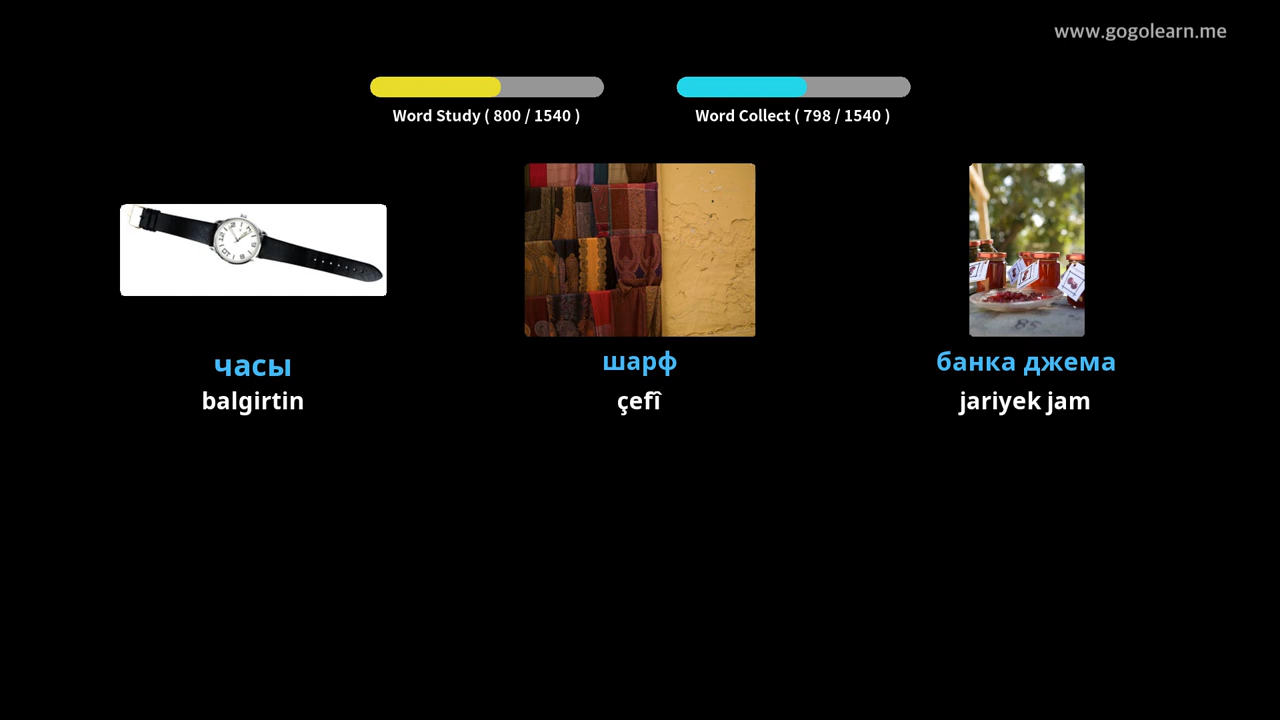 www.gogolearn.me
Word Study ( 800 / 1540 )
Word Collect ( 798 / 1540 )
часы
balgirtin
шарф
çefî
банка джема
jariyek jam